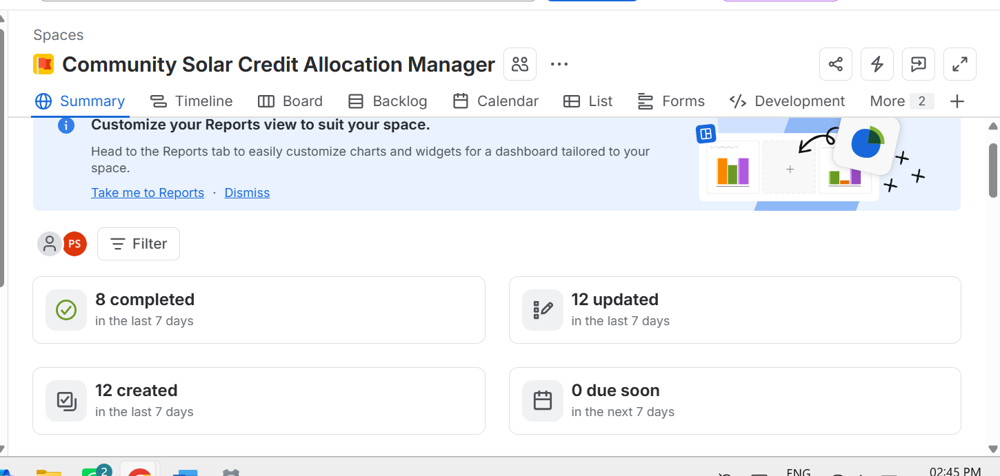 Spaces
Community Solar Credit Allocation Manager
Summary Timeline Board Backlog Calendar List Forms Development More 2
Customize your Reports view to suit your space.
Head to the Reports tab to easily customize charts and widgets for a dashboard tailored to your
space.
Take me to Reports · Dismiss
PS Filter
8 completed
in the last 7 days
12 updated
in the last 7 days
12 created
in the last 7 days
0 due soon
in the next 7 days
2
ENG
02:45 PM